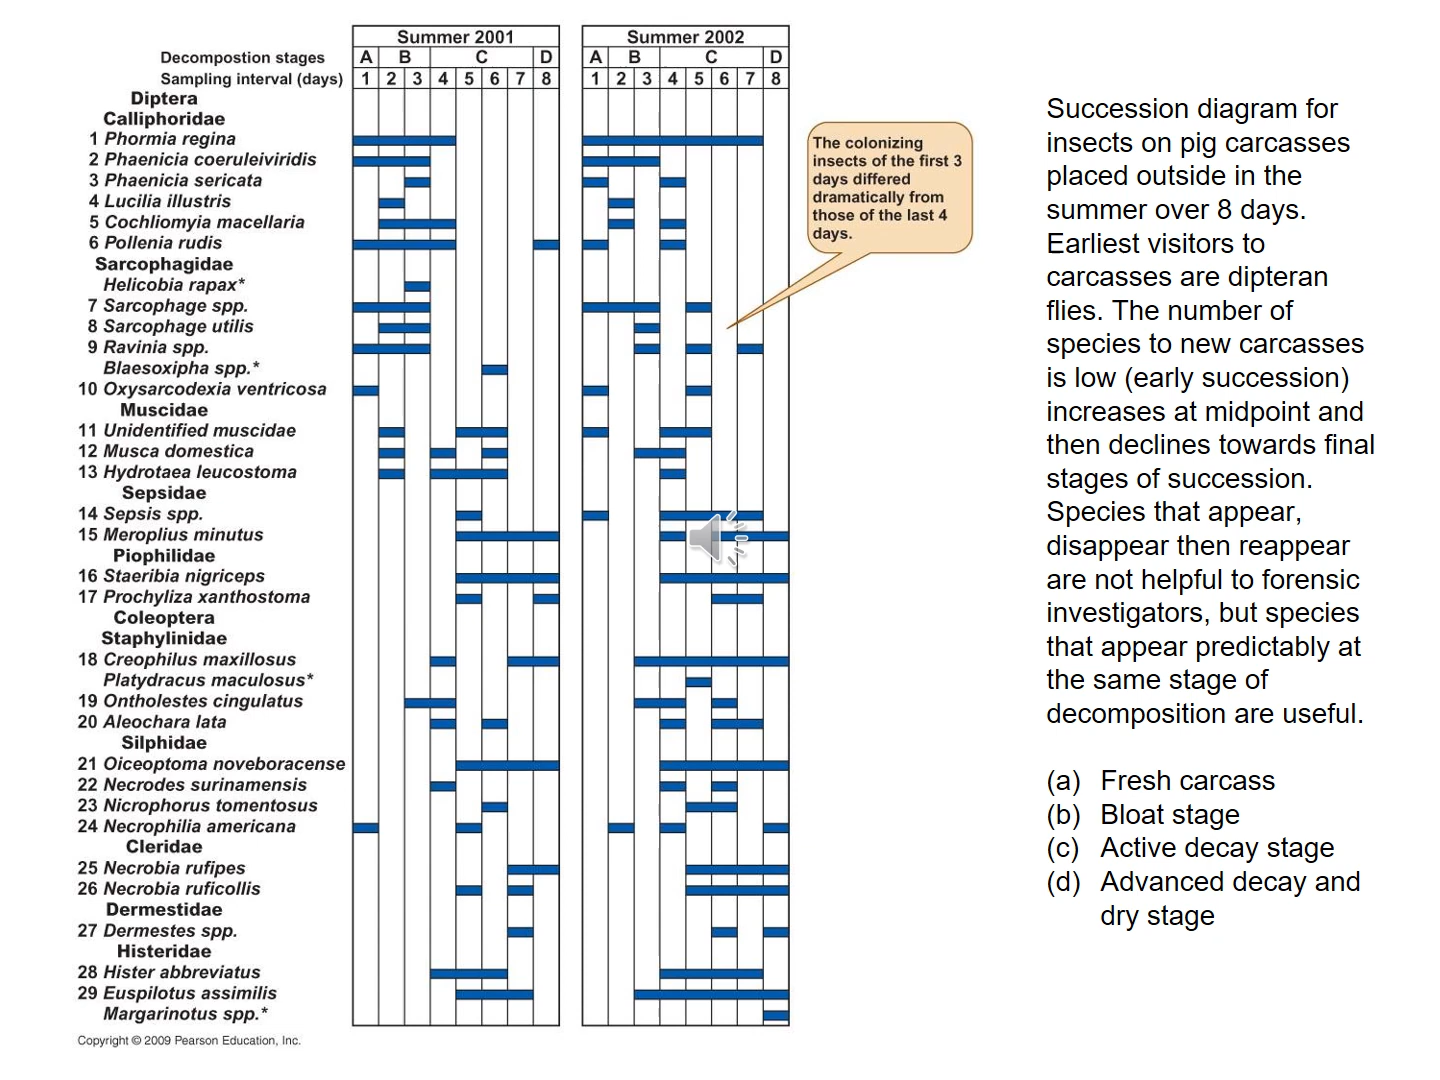 Summer 2001 Summer 2002
Decompostion stages A B C D A B C D
Sampling interval (days) 1 2 3 4 5 6 7 8 1 2 3 4 5 6 7 8
Diptera
Calliphoridae
1 Phormia regina
2 Phaenicia coeruleiviridis
3 Phaenicia sericata
4 Lucilia illustris
5 Cochliomyia macellaria
6 Pollenia rudis
Sarcophagidae
Helicobia rapax*
7 Sarcophage spp.
8 Sarcophage utilis
9 Ravinia spp.
Blaesoxipha spp.*
10 Oxysarcodexia ventricosa
Muscidae
11 Unidentified muscidae
12 Musca domestica
13 Hydrotaea leucostoma
Sepsidae
14 Sepsis spp.
15 Meroplius minutus
Piophilidae
16 Staeribia nigriceps
17 Prochyliza xanthostoma
Coleoptera
Staphylinidae
18 Creophilus maxillosus
Platydracus maculosus*
19 Ontholestes cingulatus
20 Aleochara lata
Silphidae
21 Oiceoptoma noveboracense
22 Necrodes surinamensis
23 Nicrophorus tomentosus
24 Necrophilia americana
Cleridae
25 Necrobia rufipes
26 Necrobia ruficollis
Dermestidae
27 Dermestes spp.
Histeridae
28 Hister abbreviatus
29 Euspilotus assimilis
Margarinotus spp.*
Copyright © 2009 Pearson Education, Inc.
The colonizing
insects of the first 3
days differed
dramatically from
those of the last 4
days.
Succession diagram for
insects on pig carcasses
placed outside in the
summer over 8 days.
Earliest visitors to
carcasses are dipteran
flies. The number of
species to new carcasses
is low (early succession)
increases at midpoint and
then declines towards final
stages of succession.
Species that appear,
disappear then reappear
are not helpful to forensic
investigators, but species
that appear predictably at
the same stage of
decomposition are useful.
(a) Fresh carcass
(b) Bloat stage
(c) Active decay stage
(d) Advanced decay and
dry stage